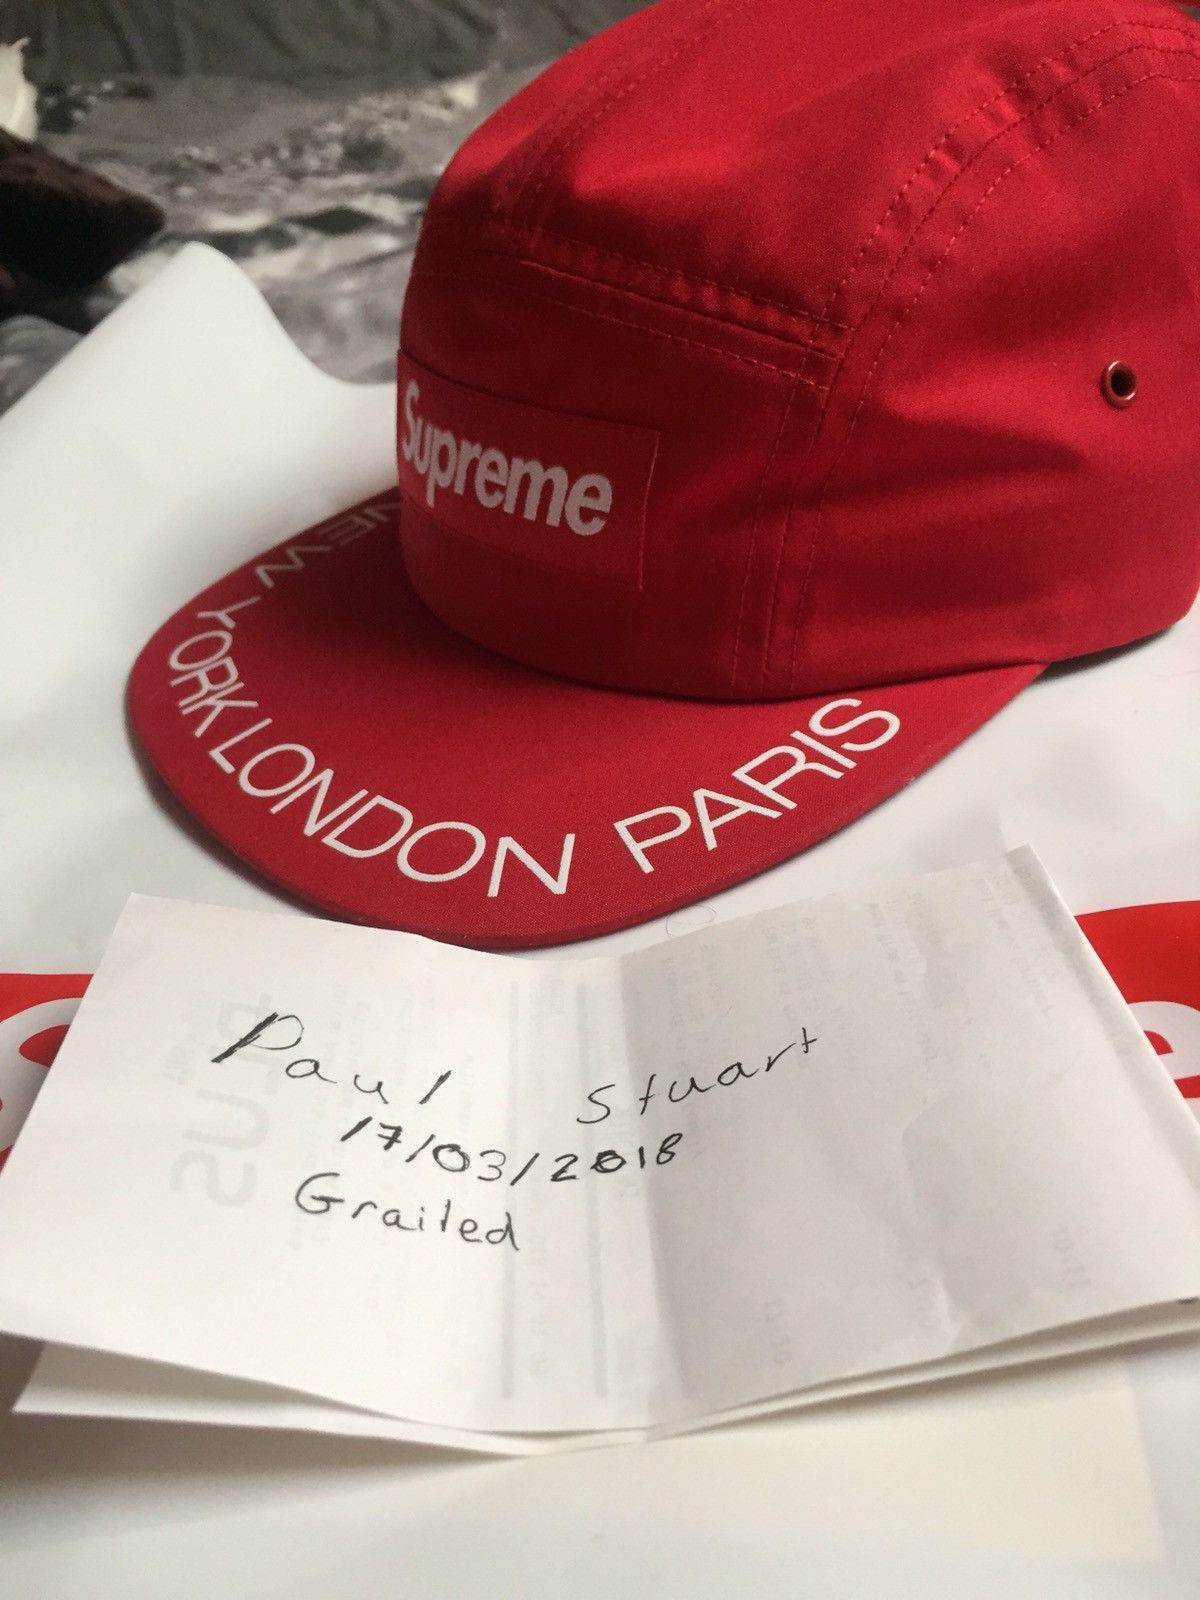 Supreme
NEW YORK LONDON PARIS
Paul Stuart
17/03/2018
Grailed